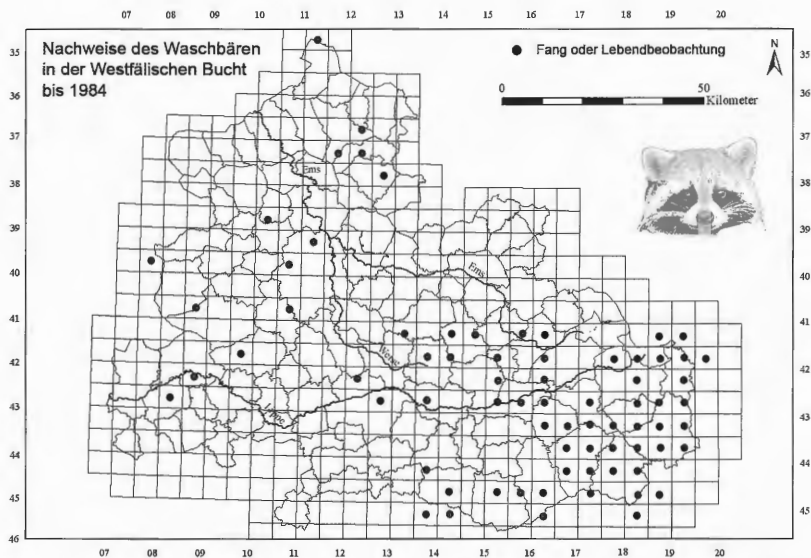 07 08 09 10 11 12 13 14 15 16 17 18 19 20
Nachweise des Waschbären
in der Westfälischen Bucht
bis 1984
Fang oder Lebendbeobachtung
N
0 50
Kilometer
35
36
37
38
39
40
41
42
43
44
45
46
35
36
37
38
39
40
41
42
43
44
45
Ems
Ems
Werse
Lippe
07 08 09 10 11 12 13 14 15 16 17 18 19 20